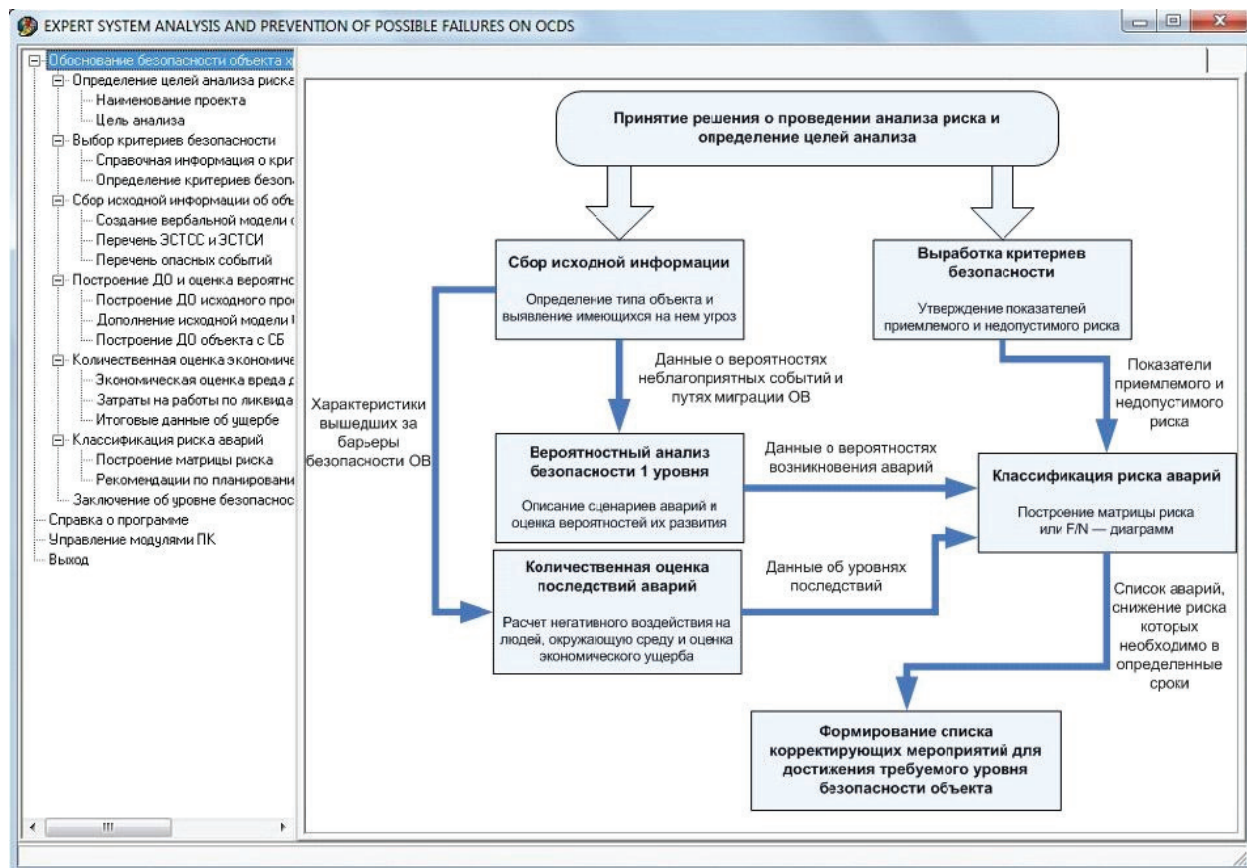 EXPERT SYSTEM ANALYSIS AND PREVENTION OF POSSIBLE FAILURES ON OCDS
Обоснование безопасности объекта
Определение целей анализа риска
Наименование проекта
Цель анализа
Выбор критериев безопасности
Справочная информация о кри
Определение критериев безоп
Сбор исходной информации об объ
Создание вербальной модели
Перечень ЭСТСС и ЭСТСИ
Перечень опасных событий
Построение ДО и оценка вероятно
Построение ДО исходного про
Дополнение исходной модели
Построение ДО объекта с СБ
Количественная оценка экономиче
Экономическая оценка вреда
Затраты на работы по ликвида
Итоговые данные об ущербе
Классификация риска аварий
Построение матрицы риска
Рекомендации по планировани
Заключение об уровне безопаснос
Справка о программе
Управление модулями ПК
Выход
Принятие решения о проведении анализа риска и
определение целей анализа
Сбор исходной информации
Определение типа объекта и
выявление имеющихся на нем угроз
Выработка критериев
безопасности
Утверждение показателей
приемлемого и недопустимого риска
Данные о вероятностях
неблагоприятных событий и
путях миграции ОВ
Показатели
приемлемого и
недопустимого
риска
Характеристики
вышедших за
барьеры
безопасности ОВ
Вероятностный анализ
безопасности 1 уровня
Описание сценариев аварий и
оценка вероятностей их развития
Данные о вероятностях
возникновения аварий
Классификация риска аварий
Построение матрицы риска
или F/N — диаграмм
Количественная оценка
последствий аварий
Расчет негативного воздействия на
людей, окружающую среду и оценка
экономического ущерба
Данные об уровнях
последствий
Список аварий,
снижение риска
которых
необходимо в
определенные
сроки
Формирование списка
корректирующих мероприятий для
достижения требуемого уровня
безопасности объекта